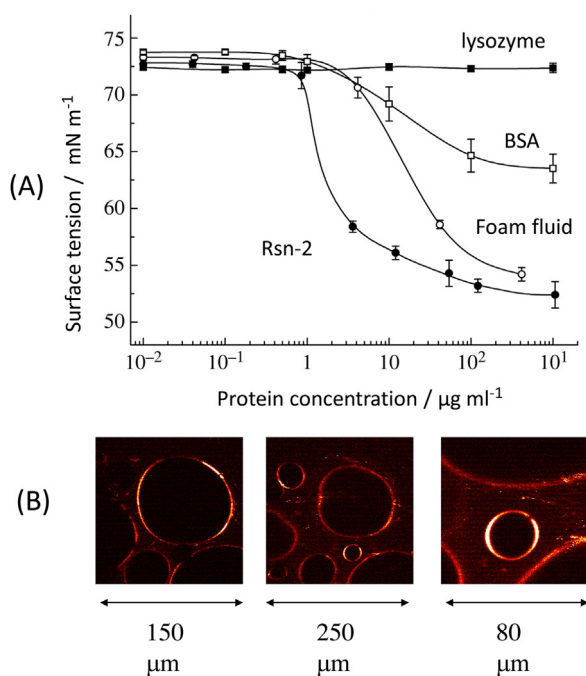 lysozyme
75
70
(A)
BSA
65
60
Foam fluid
Rsn-2
55
50
Surface tension / mN m⁻¹
10⁻² 10⁻¹ 1 10 10² 10¹
Protein concentration / µg ml⁻¹
(B)
150 250 80
µm µm µm